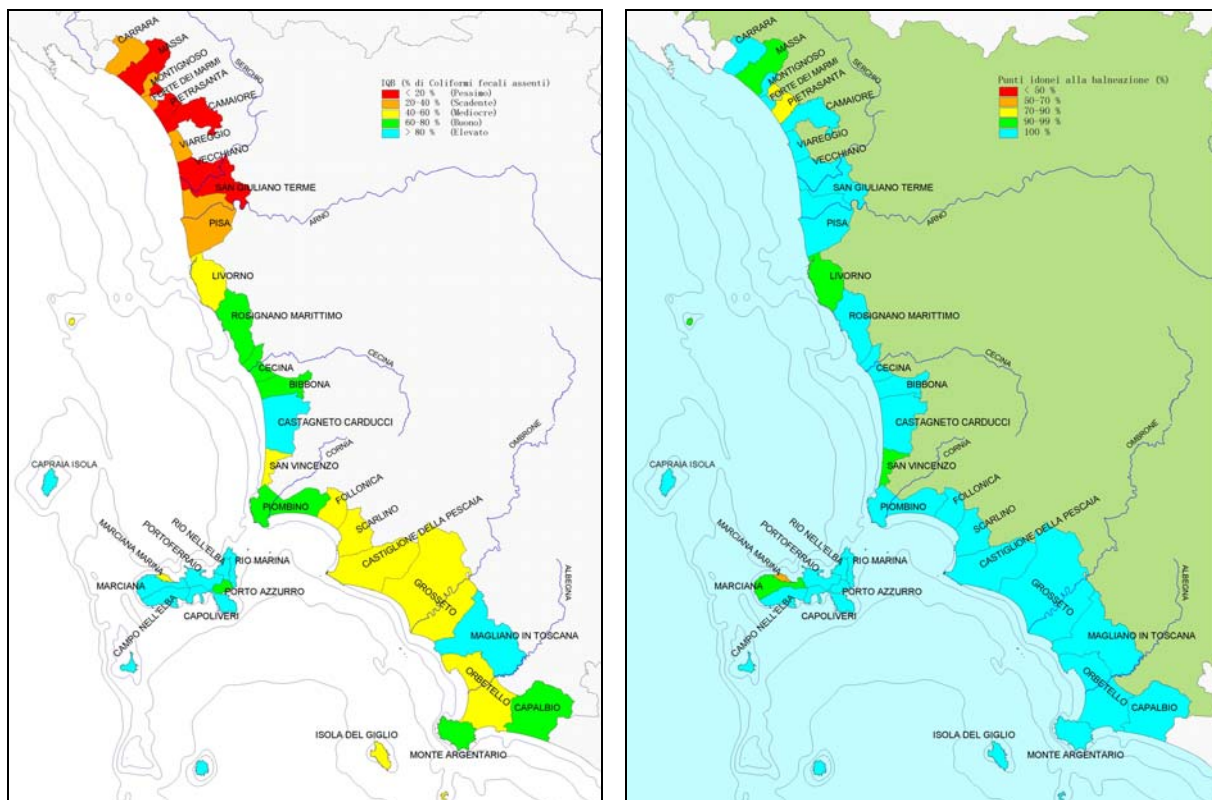 CARRARA
MASSA
MONTIGNOSO
FORTE DEI MARMI
PIETRASANTA
SERCHIO
CAMAIORE
VIAREGGIO
VECCHIANO
SAN GIULIANO TERME
PISA
ARNO
IQB (% di Coliformi fecali assenti)
< 20 % (Pessimo)
20-40 % (Scadente)
40-60 % (Mediocre)
60-80 % (Buono)
> 80 % (Elevato
LIVORNO
ROSIGNANO MARITTIMO
CECINA
CECINA
BIBBONA
CASTAGNETO CARDUCCI
CORNIA
OMBRONE
SAN VINCENZO
CAPRAIA ISOLA
PIOMBINO
FOLLONICA
SCARLINO
CASTIGLIONE DELLA PESCAIA
RIO NELL'ELBA
PORTOFERRAIO
MARCIANA MARINA
RIO MARINA
MARCIANA
PORTO AZZURRO
CAPOLIVERI
CAMPO NELL'ELBA
GROSSETO
ALBEGNA
MAGLIANO IN TOSCANA
ORBETELLO
CAPALBIO
ISOLA DEL GIGLIO
MONTE ARGENTARIO
CARRARA
MASSA
MONTIGNOSO
FORTE DEI MARMI
PIETRASANTA
SERCHIO
CAMAIORE
VIAREGGIO
VECCHIANO
SAN GIULIANO TERME
PISA
ARNO
Punti idonei alla balneazione (%)
< 50 %
50-70 %
70-90 %
90-99 %
100 %
LIVORNO
ROSIGNANO MARITTIMO
CECINA
CECINA
BIBBONA
CASTAGNETO CARDUCCI
CORNIA
OMBRONE
SAN VINCENZO
CAPRAIA ISOLA
PIOMBINO
FOLLONICA
SCARLINO
CASTIGLIONE DELLA PESCAIA
RIO NELL'ELBA
PORTOFERRAIO
MARCIANA MARINA
RIO MARINA
MARCIANA
PORTO AZZURRO
CAPOLIVERI
CAMPO NELL'ELBA
GROSSETO
ALBEGNA
MAGLIANO IN TOSCANA
ORBETELLO
CAPALBIO
ISOLA DEL GIGLIO
MONTE ARGENTARIO